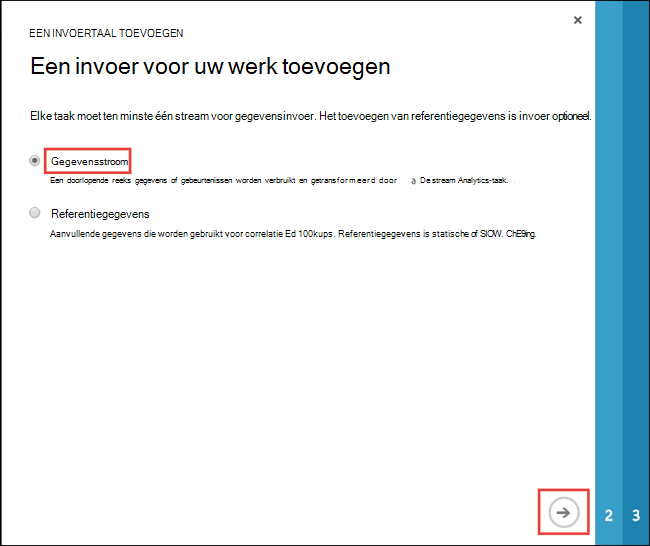 EEN INVOERTAAL TOEVOEGEN
Een invoer voor uw werk toevoegen
Elke taak moet ten minste één stream voor gegevensinvoer. Het toevoegen van referentiegegevens is invoer optioneel.
Gegevensstroom
Een doorlopende reeks gegevens of gebeurtenissen worden verbruikt en getransformeerd door a De stream Analytics-taak.
Referentiegegevens
Aanvullende gegevens die worden gebruikt voor correlatie Ed 100kups. Referentiegegevens is statische of SIOW. ChE9ing.
2 3